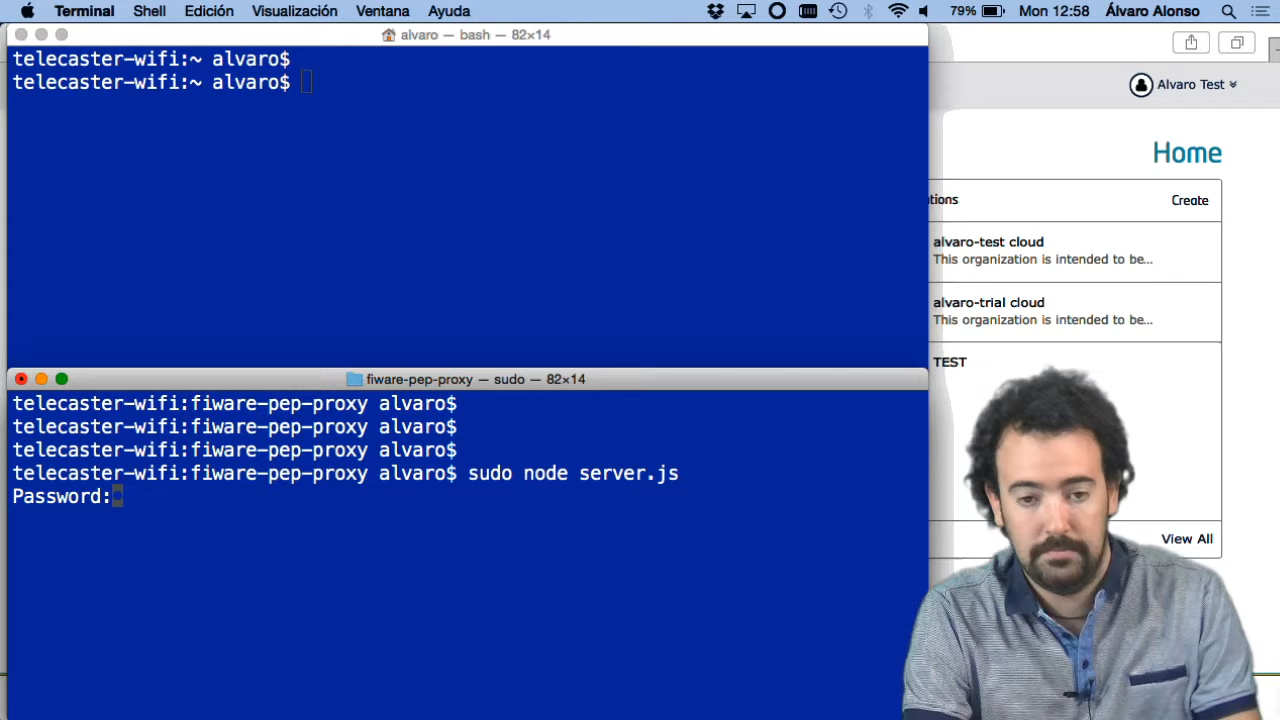 Terminal Shell Edición Visualización Ventana Ayuda 79% Mon 12:58 Álvaro Alonso
alvaro — bash — 82×14
telecaster-wifi:~ alvaro$
telecaster-wifi:~ alvaro$
Alvaro Test
Home
ations Create
alvaro-test cloud
This organization is intended to be...
alvaro-trial cloud
This organization is intended to be...
TEST
View All
fiware-pep-proxy — sudo — 82×14
telecaster-wifi:fiware-pep-proxy alvaro$
telecaster-wifi:fiware-pep-proxy alvaro$
telecaster-wifi:fiware-pep-proxy alvaro$
telecaster-wifi:fiware-pep-proxy alvaro$ sudo node server.js
Password: